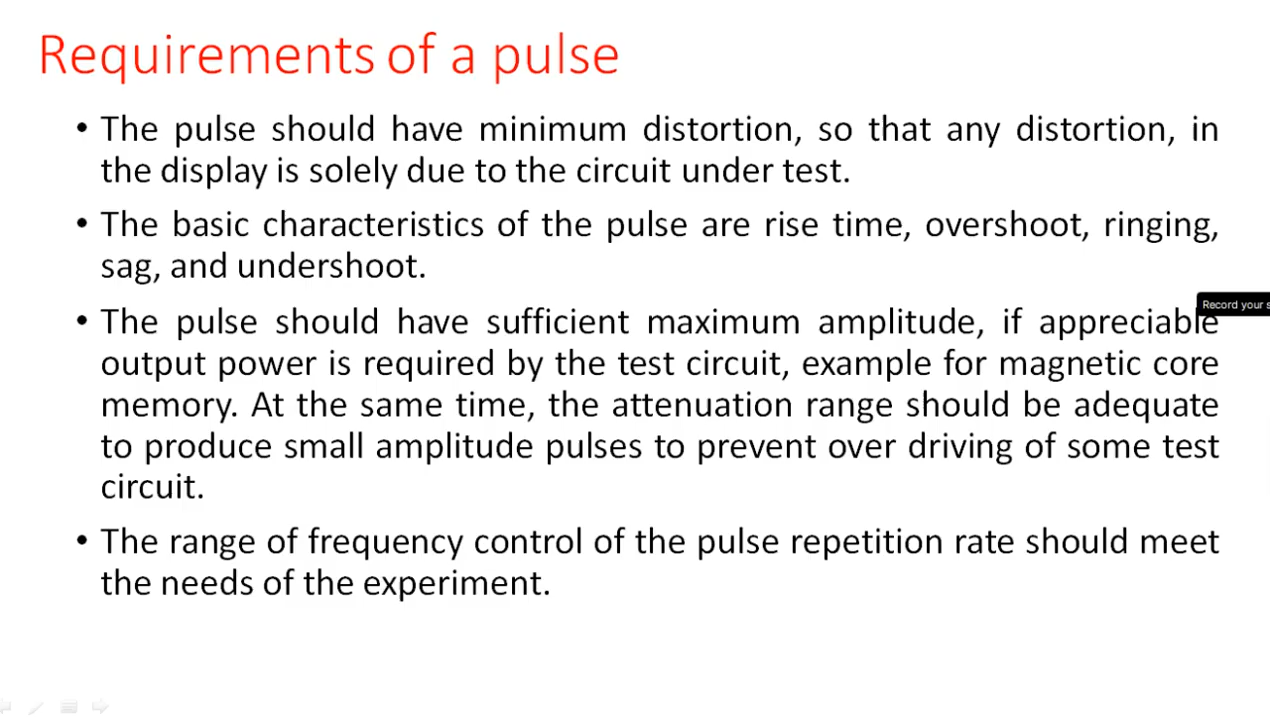 Requirements of a pulse
• The pulse should have minimum distortion, so that any distortion, in
the display is solely due to the circuit under test.
• The basic characteristics of the pulse are rise time, overshoot, ringing,
sag, and undershoot.
Record your s
• The pulse should have sufficient maximum amplitude, if appreciable
output power is required by the test circuit, example for magnetic core
memory. At the same time, the attenuation range should be adequate
to produce small amplitude pulses to prevent over driving of some test
circuit.
• The range of frequency control of the pulse repetition rate should meet
the needs of the experiment.